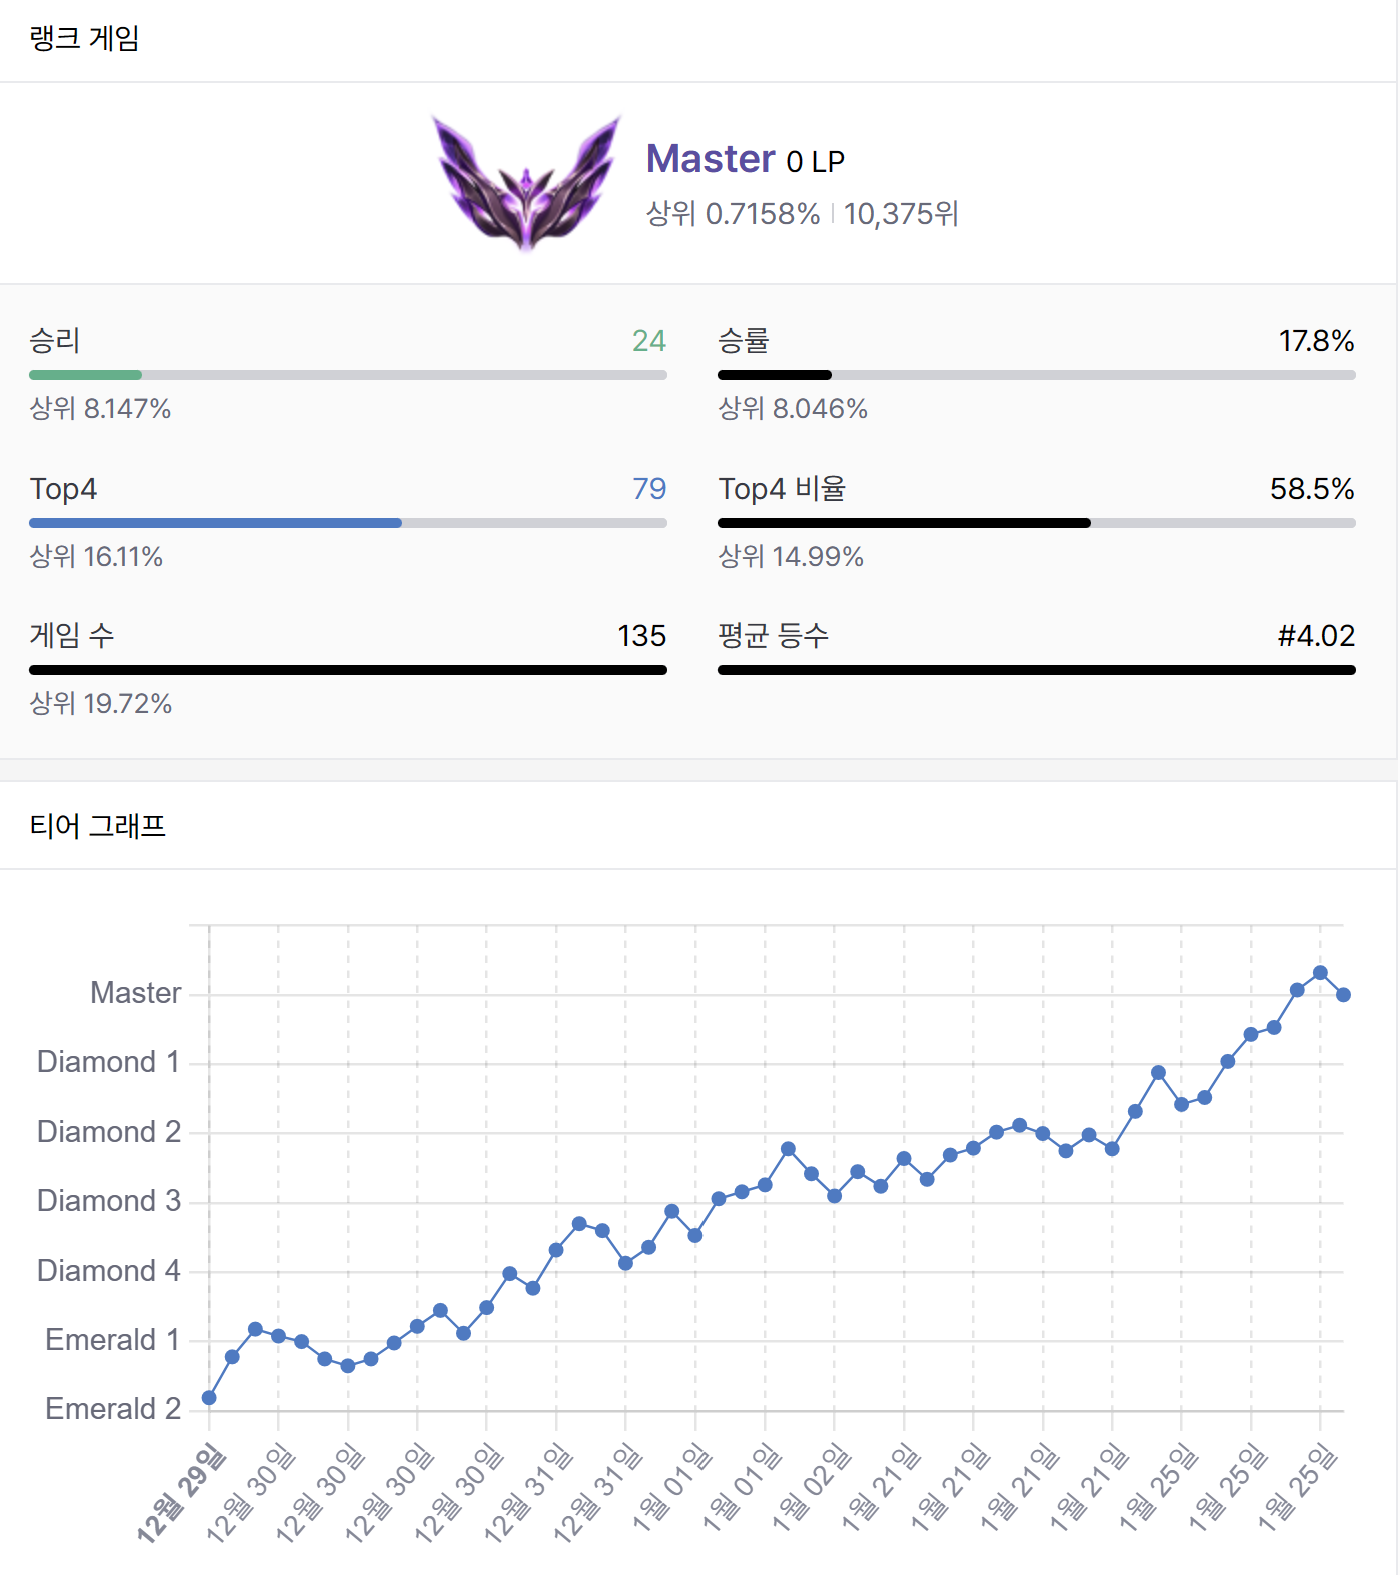 랭크 게임
Master 0 LP
상위 0.7158% | 10,375위
승리 24
상위 8.147%
승률 17.8%
상위 8.046%
Top4 79
상위 16.11%
Top4 비율 58.5%
상위 14.99%
게임 수 135
상위 19.72%
평균 등수 #4.02
티어 그래프
Master
Diamond 1
Diamond 2
Diamond 3
Diamond 4
Emerald 1
Emerald 2
12월 29일
12월 30일
12월 30일
12월 30일
12월 30일
12월 31일
12월 31일
1월 01일
1월 01일
1월 02일
1월 21일
1월 21일
1월 21일
1월 21일
1월 25일
1월 25일
1월 25일